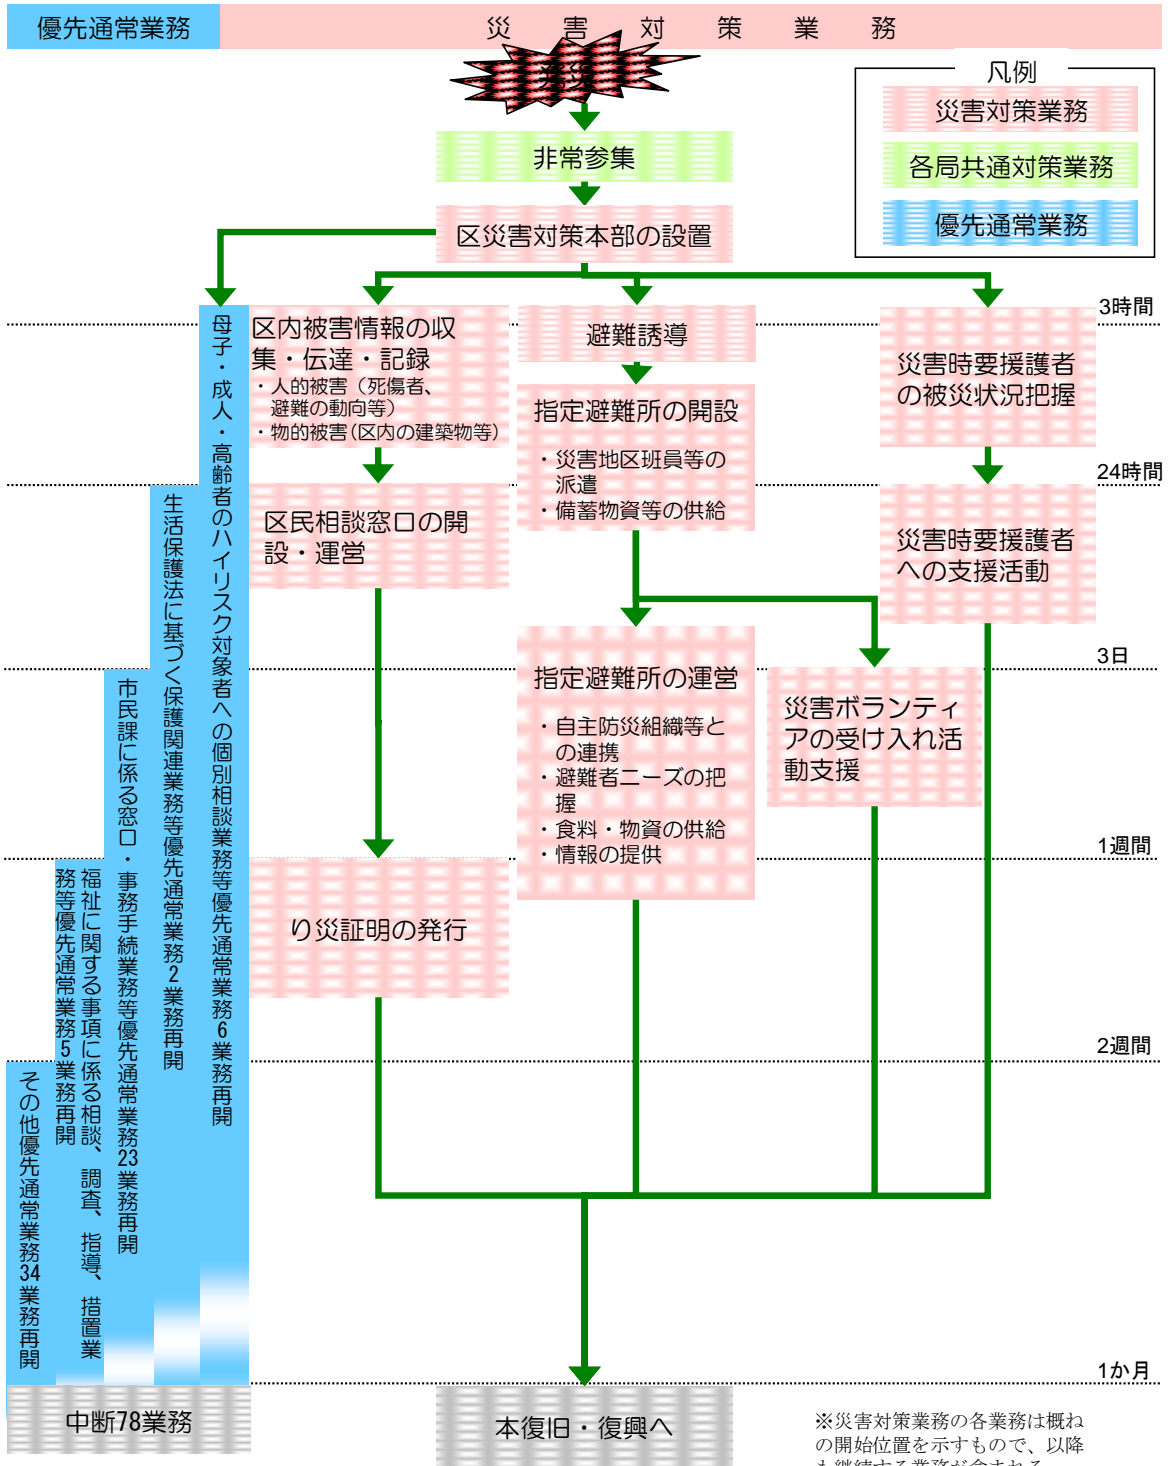 優先通常業務
災害対策業務
発災
凡例
災害対策業務
各局共通対策業務
優先通常業務
非常参集
区災害対策本部の設置
3時間
区内被害情報の収
集・伝達・記録
・人的被害（死傷者、
避難の動向等）
・物的被害(区内の建築物等)
避難誘導
指定避難所の開設
・災害地区班員等の
派遣
・備蓄物資等の供給
災害時要援護者
の被災状況把握
24時間
区民相談窓口の開
設・運営
災害時要援護者
への支援活動
3日
指定避難所の運営
・自主防災組織等と
の連携
・避難者ニーズの把
握
・食料・物資の供給
・情報の提供
災害ボランティ
アの受け入れ活
動支援
1週間
り災証明の発行
2週間
母子・成人・高齢者のハイリスク対象者への個別相談業務等優先通常業務6業務再開
生活保護法に基づく保護関連業務等優先通常業務2業務再開
市民課に係る窓口・事務手続業務等優先通常業務23業務再開
福祉に関する事項に係る相談、調査、指導、措置業
務等優先通常業務5業務再開
その他優先通常業務34業務再開
1か月
中断78業務
本復旧・復興へ
※災害対策業務の各業務は概ね
の開始位置を示すもので、以降
も継続する業務が含まれる